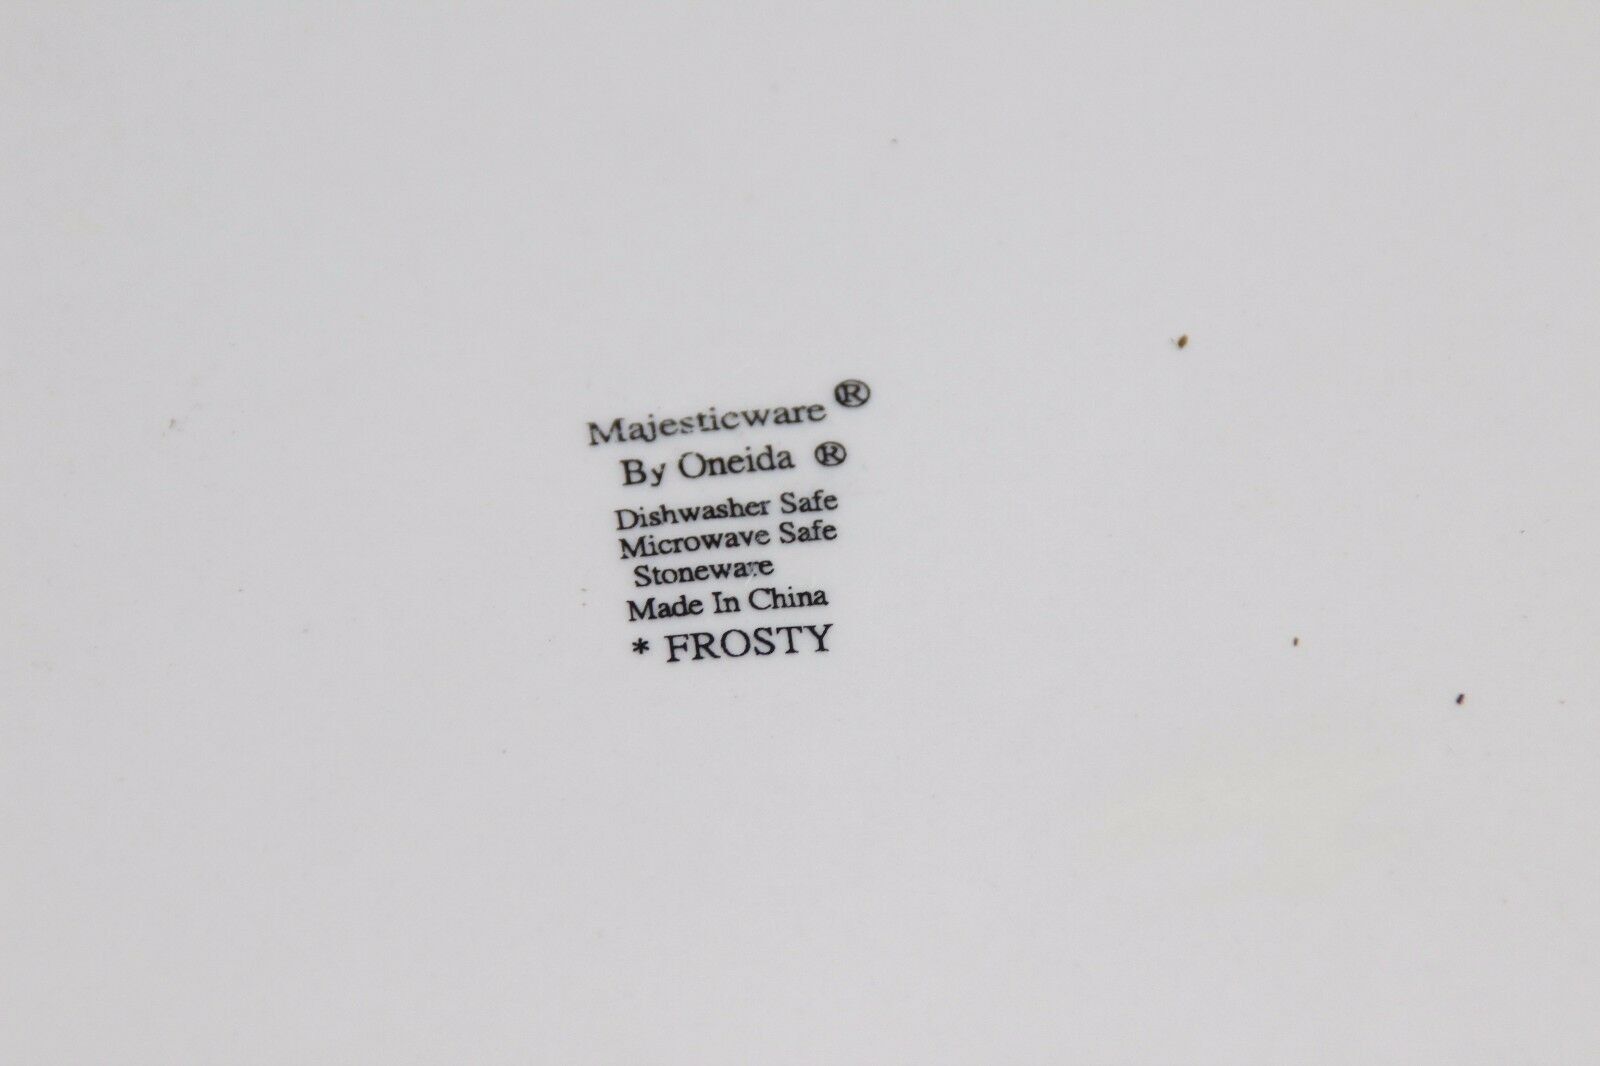 Majesticware ®
By Oneida ®
Dishwasher Safe
Microwave Safe
Stoneware
Made In China
* FROSTY